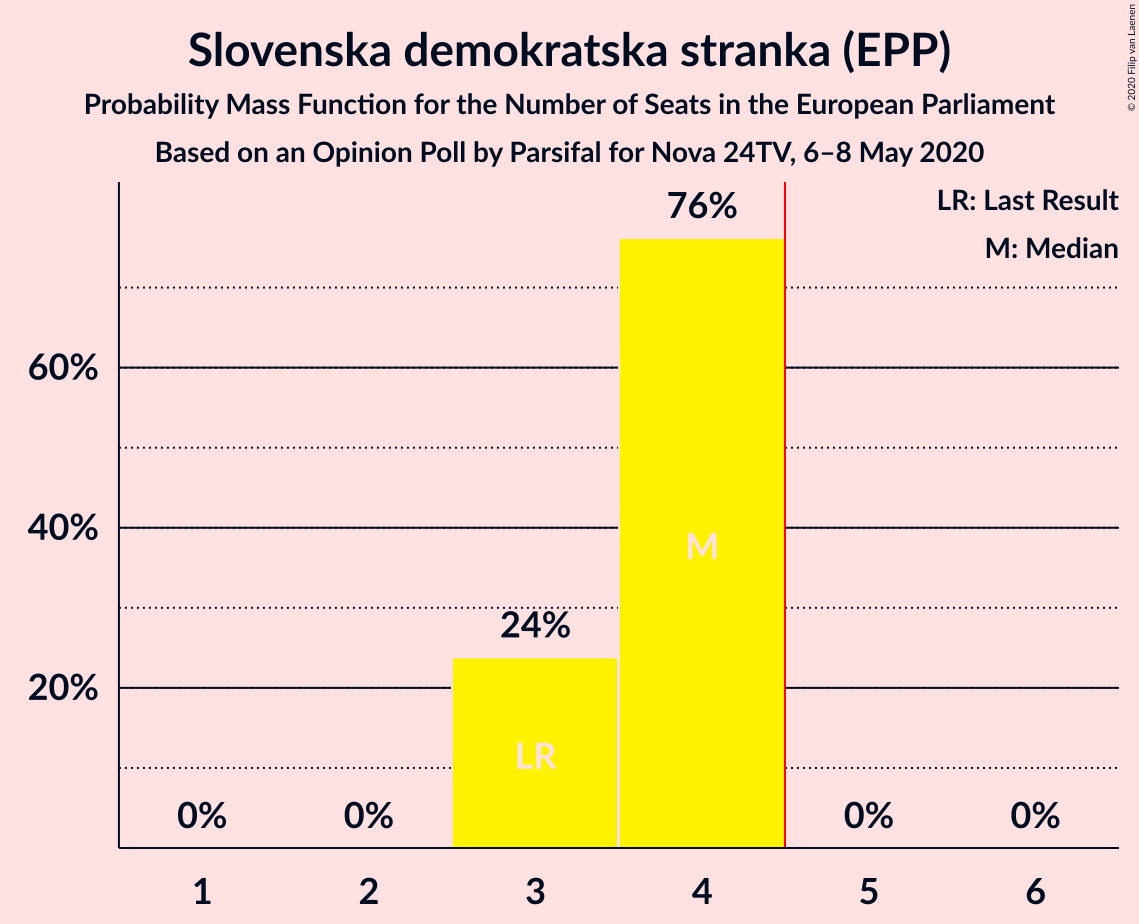 Slovenska demokratska stranka (EPP)
Probability Mass Function for the Number of Seats in the European Parliament
Based on an Opinion Poll by Parsifal for Nova 24TV, 6–8 May 2020
© 2020 Filip van Laenen
LR: Last Result
M: Median
76%
60%
40%
M
24%
20%
LR
0%
0%
0%
0%
1
2
3
4
5
6